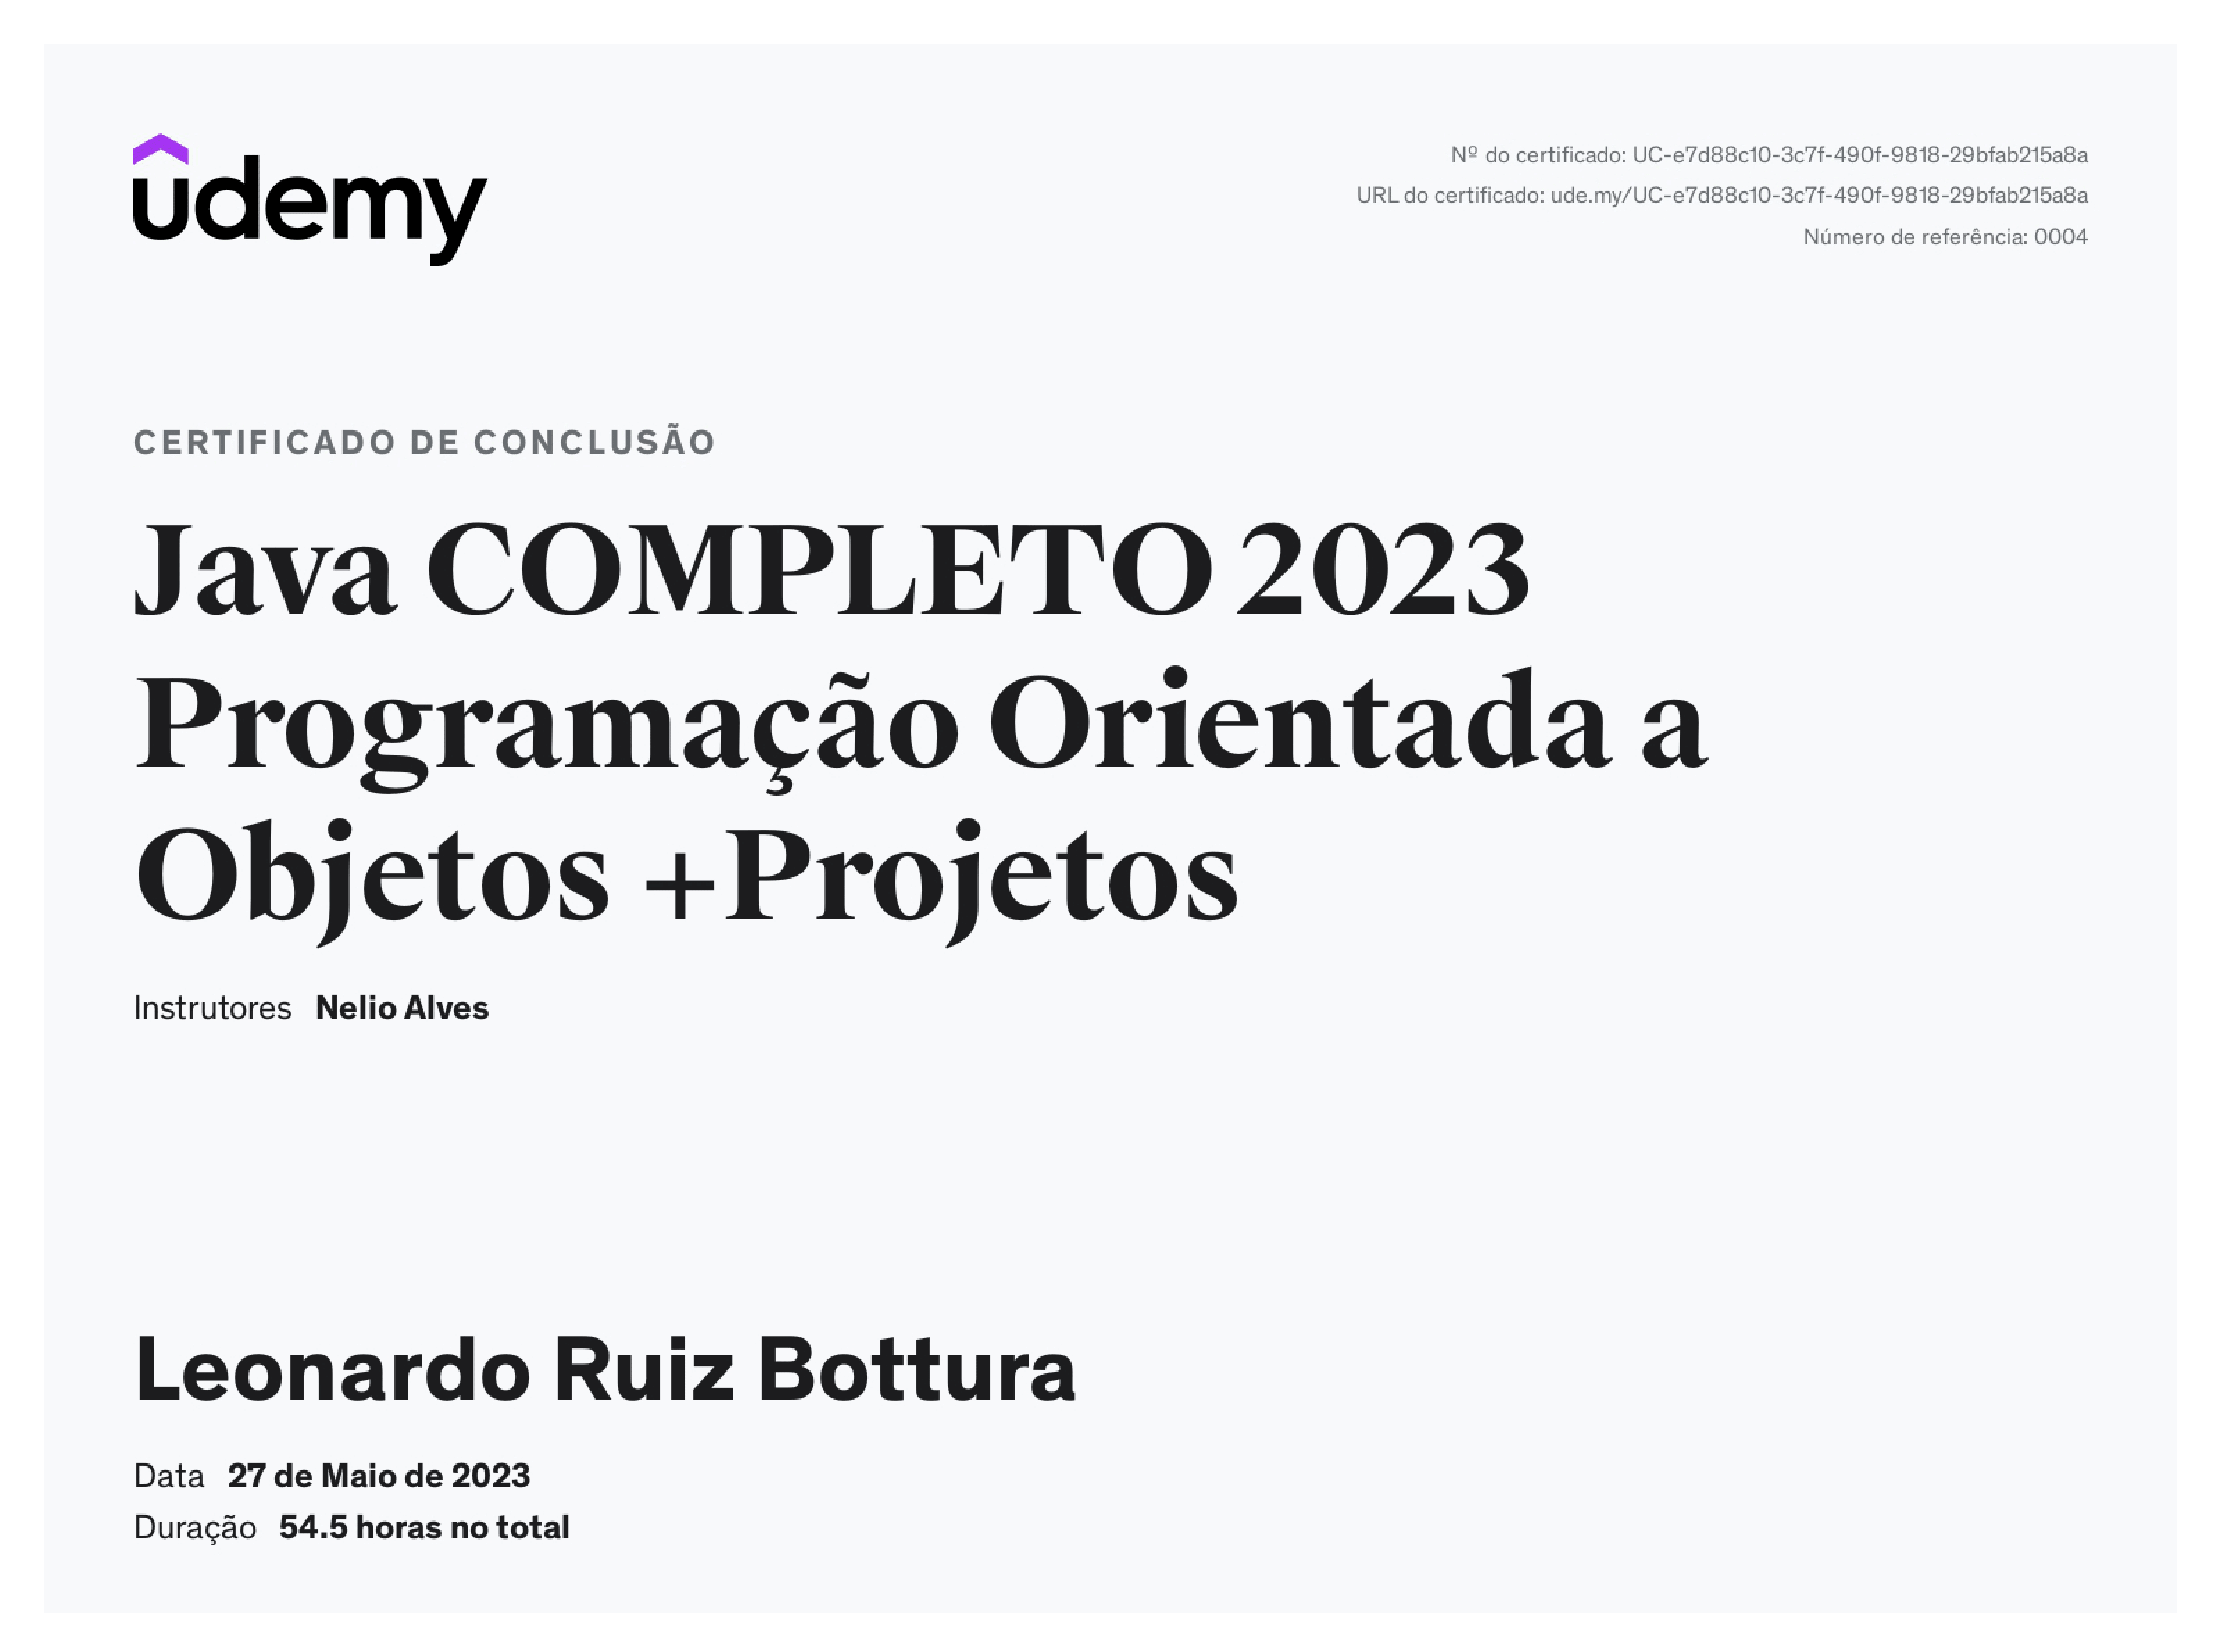 udemy
Nº do certificado: UC-e7d88c10-3c7f-490f-9818-29bfab215a8a
URL do certificado: ude.my/UC-e7d88c10-3c7f-490f-9818-29bfab215a8a
Número de referência: 0004
CERTIFICADO DE CONCLUSÃO
Java COMPLETO 2023
Programação Orientada a
Objetos +Projetos
Instrutores Nelio Alves
Leonardo Ruiz Bottura
Data 27 de Maio de 2023
Duração 54.5 horas no total